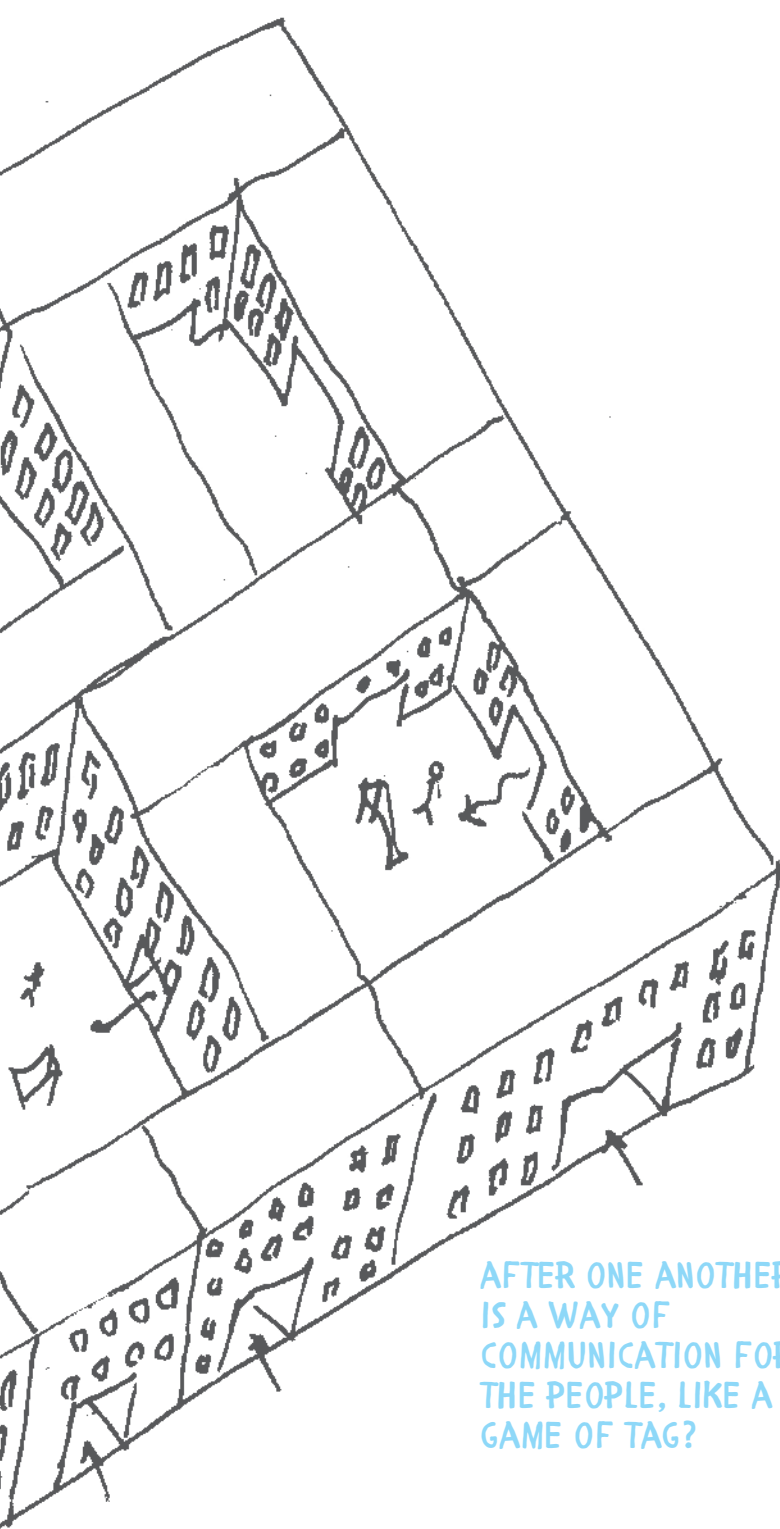 AFTER ONE ANOTHER
IS A WAY OF
COMMUNICATION FOR
THE PEOPLE, LIKE A
GAME OF TAG?